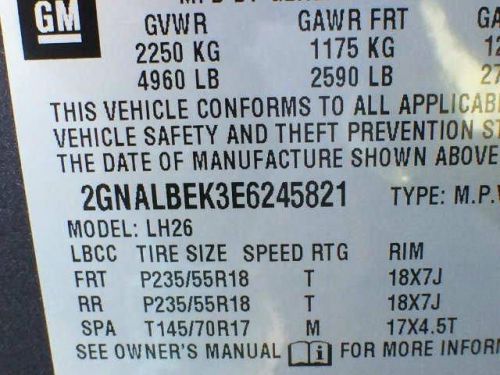 GM
GVWR GAWR FRT
2250 KG 1175 KG
4960 LB 2590 LB
THIS VEHICLE CONFORMS TO ALL
VEHICLE SAFETY AND THEFT PREVENTION
THE DATE OF MANUFACTURE SHOWN ABOVE
2GNALBEK3E6245821 TYPE: M.P.
MODEL: LH26
LBCC TIRE SIZE SPEED RTG RIM
FRT P235/55R18 T 18X7J
RR P235/55R18 T 18X7J
SPA T145/70R17 M 17X4.5T
SEE OWNER'S MANUAL i FOR MORE